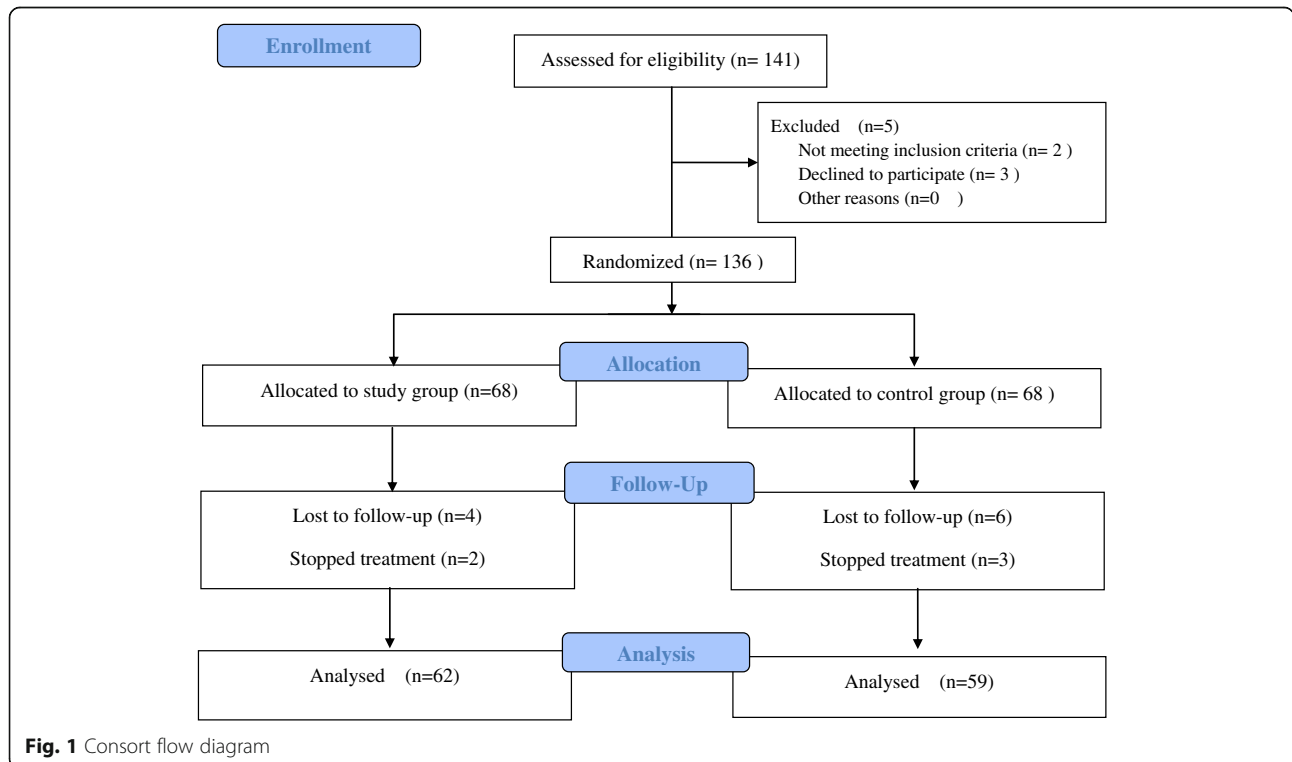 Enrollment
Assessed for eligibility (n= 141)
Excluded (n=5)
Not meeting inclusion criteria (n= 2 )
Declined to participate (n= 3 )
Other reasons (n=0 )
Randomized (n= 136 )
Allocation
Allocated to study group (n=68)
Allocated to control group (n= 68 )
Follow-Up
Lost to follow-up (n=4)
Stopped treatment (n=2)
Lost to follow-up (n=6)
Stopped treatment (n=3)
Analysis
Analysed (n=62)
Analysed (n=59)
Fig. 1 Consort flow diagram